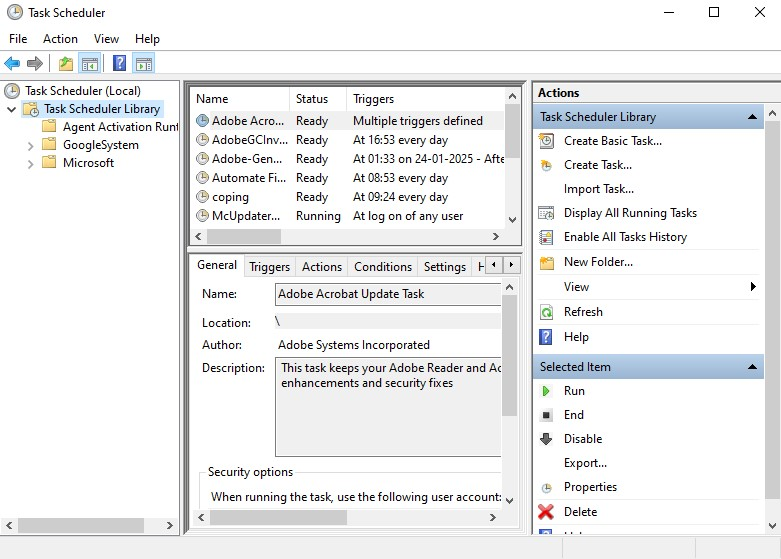 Task Scheduler
File Action View Help
Task Scheduler (Local)
Task Scheduler Library
Agent Activation Runt
GoogleSystem
Microsoft
Name Status Triggers
Adobe Acro... Ready Multiple triggers defined
AdobeGCInv... Ready At 16:53 every day
Adobe-Gen... Ready At 01:33 on 24-01-2025 - Afte
Automate Fi... Ready At 08:53 every day
coping Ready At 09:24 every day
McUpdater... Running At log on of any user
General Triggers Actions Conditions Settings H
Name: Adobe Acrobat Update Task
Location: \
Author: Adobe Systems Incorporated
Description: This task keeps your Adobe Reader and Ac
enhancements and security fixes
Security options
When running the task, use the following user account:
Actions
Task Scheduler Library
Create Basic Task...
Create Task...
Import Task...
Display All Running Tasks
Enable All Tasks History
New Folder...
View
Refresh
Help
Selected Item
Run
End
Disable
Export...
Properties
Delete